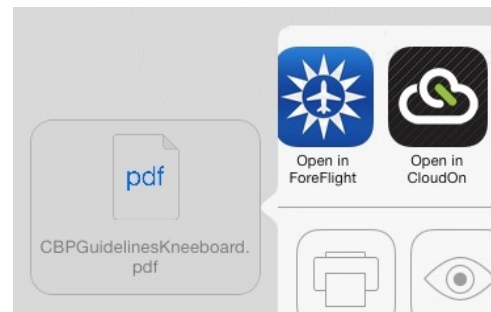 pdf
CBPGuidelinesKneeboard.
pdf
Open in
ForeFlight
Open in
CloudOn